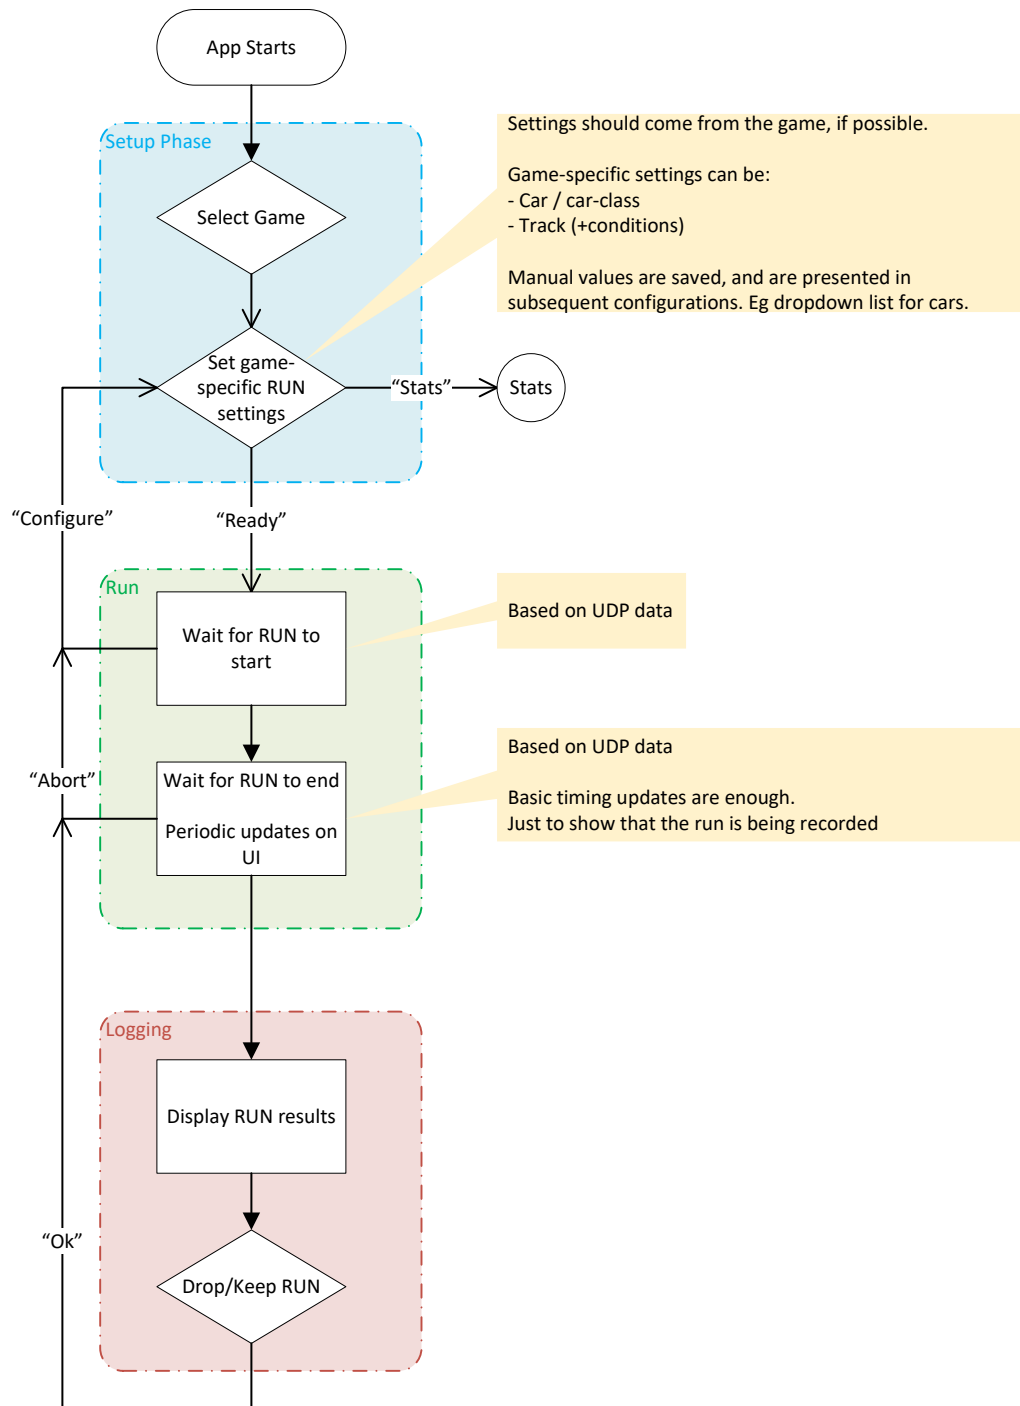 App Starts
Setup Phase
Settings should come from the game, if possible.
Game-specific settings can be:
- Car / car-class
- Track (+conditions)
Manual values are saved, and are presented in
subsequent configurations. Eg dropdown list for cars.
Select Game
Set game-
specific RUN
settings
“Stats”
Stats
“Configure”
“Ready”
Run
Wait for RUN to
start
Based on UDP data
“Abort”
Wait for RUN to end
Periodic updates on
UI
Based on UDP data
Basic timing updates are enough.
Just to show that the run is being recorded
Logging
Display RUN results
“Ok”
Drop/Keep RUN